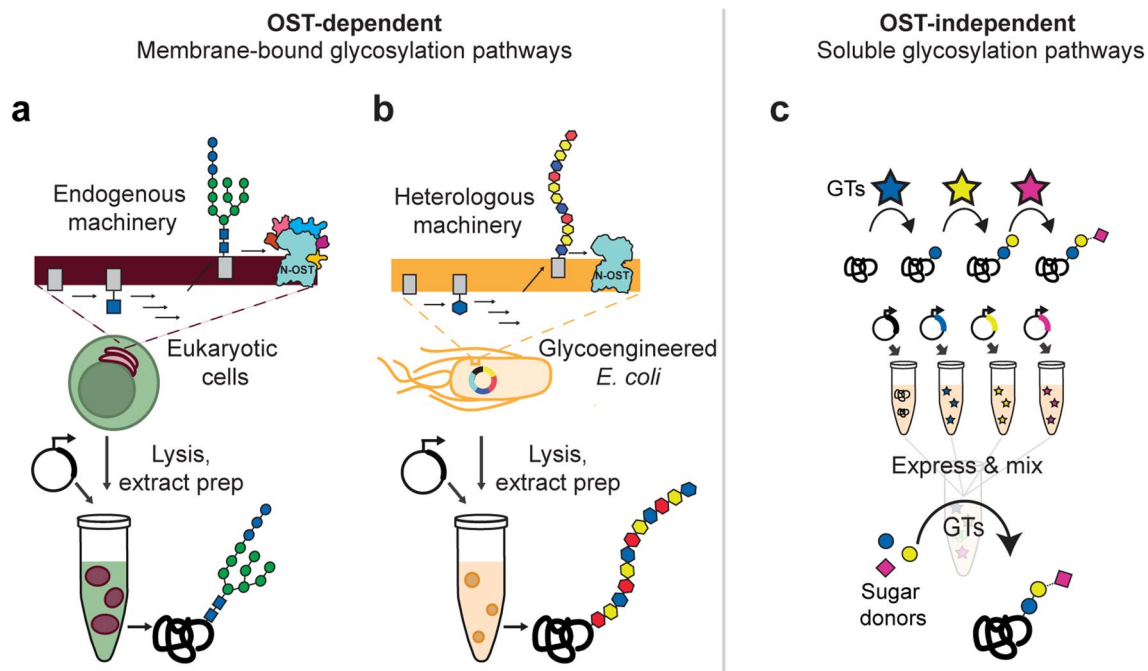 OST-dependent
Membrane-bound glycosylation pathways
OST-independent
Soluble glycosylation pathways
a
Endogenous
machinery
N-OST
Eukaryotic
cells
Lysis,
extract prep
b
Heterologous
machinery
N-OST
Glycoengineered
E. coli
Lysis,
extract prep
c
GTs
Express & mix
GTs
Sugar
donors